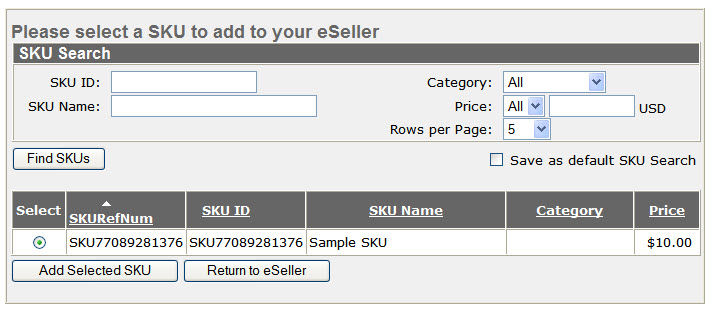 Please select a SKU to add to your eSeller
SKU Search
SKU ID: Category: All
SKU Name: Price: All USD
Rows per Page: 5
Find SKUs Save as default SKU Search
Select SKURefNum SKU ID SKU Name Category Price
SKU77089281376 SKU77089281376 Sample SKU $10.00
Add Selected SKU Return to eSeller